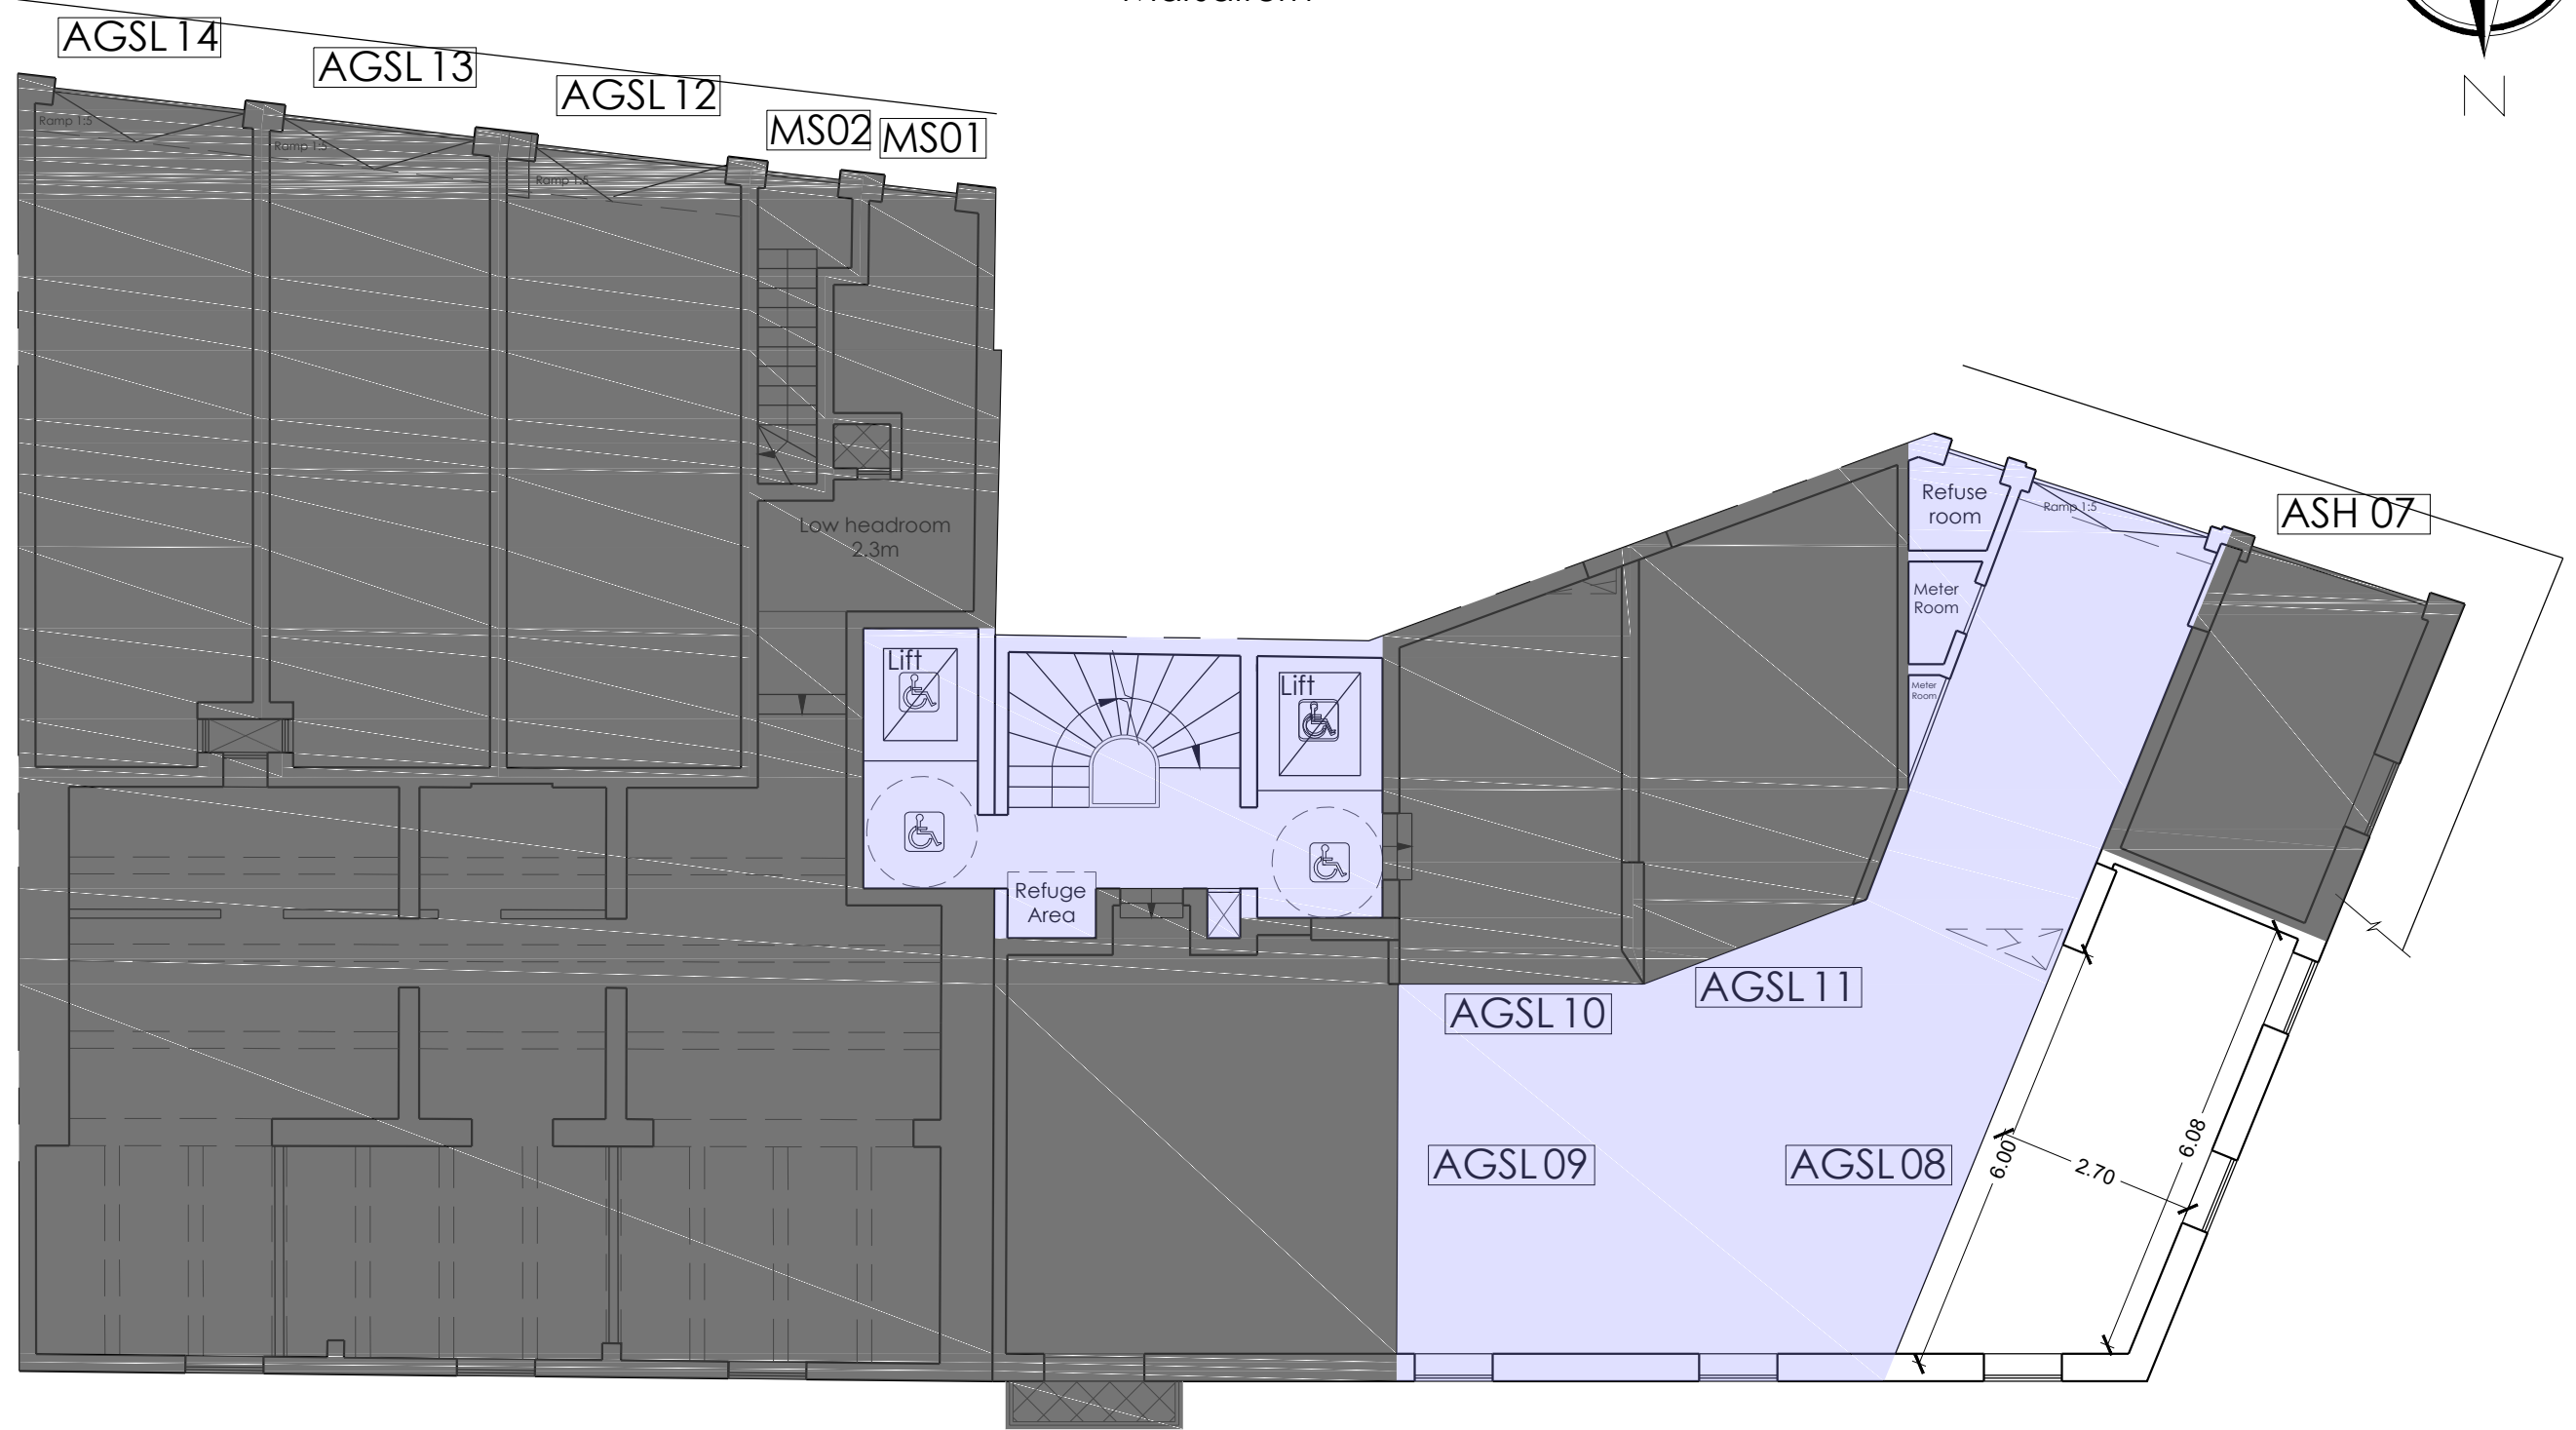 N
AGSL 14
AGSL 13
AGSL 12
MS02
MS01
Ramp 1:5
Ramp 1:5
Ramp 1:5
Low headroom
2.3m
Refuse
room
Ramp 1:5
ASH 07
Meter
Room
Meter
Room
Lift
Lift
Refuge
Area
AGSL 11
AGSL 10
AGSL 09
AGSL 08
6.00
2.70
6.08